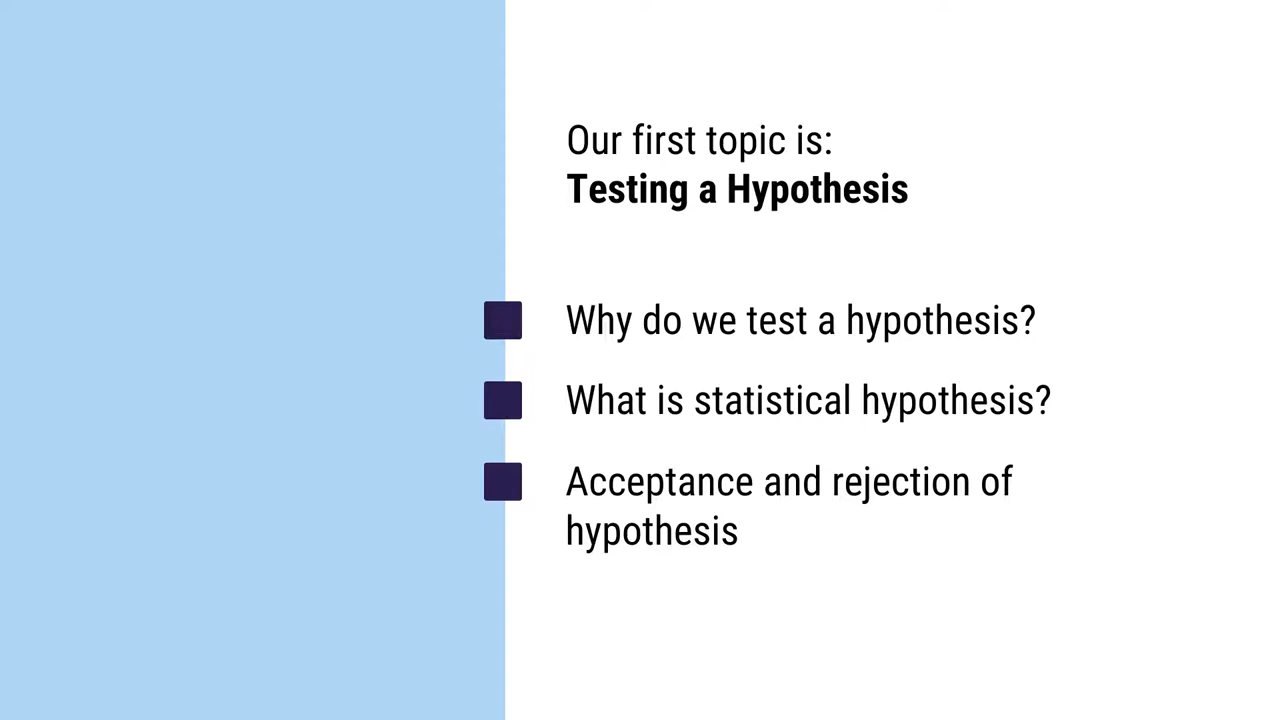 Our first topic is:
Testing a Hypothesis
Why do we test a hypothesis?
What is statistical hypothesis?
Acceptance and rejection of
hypothesis